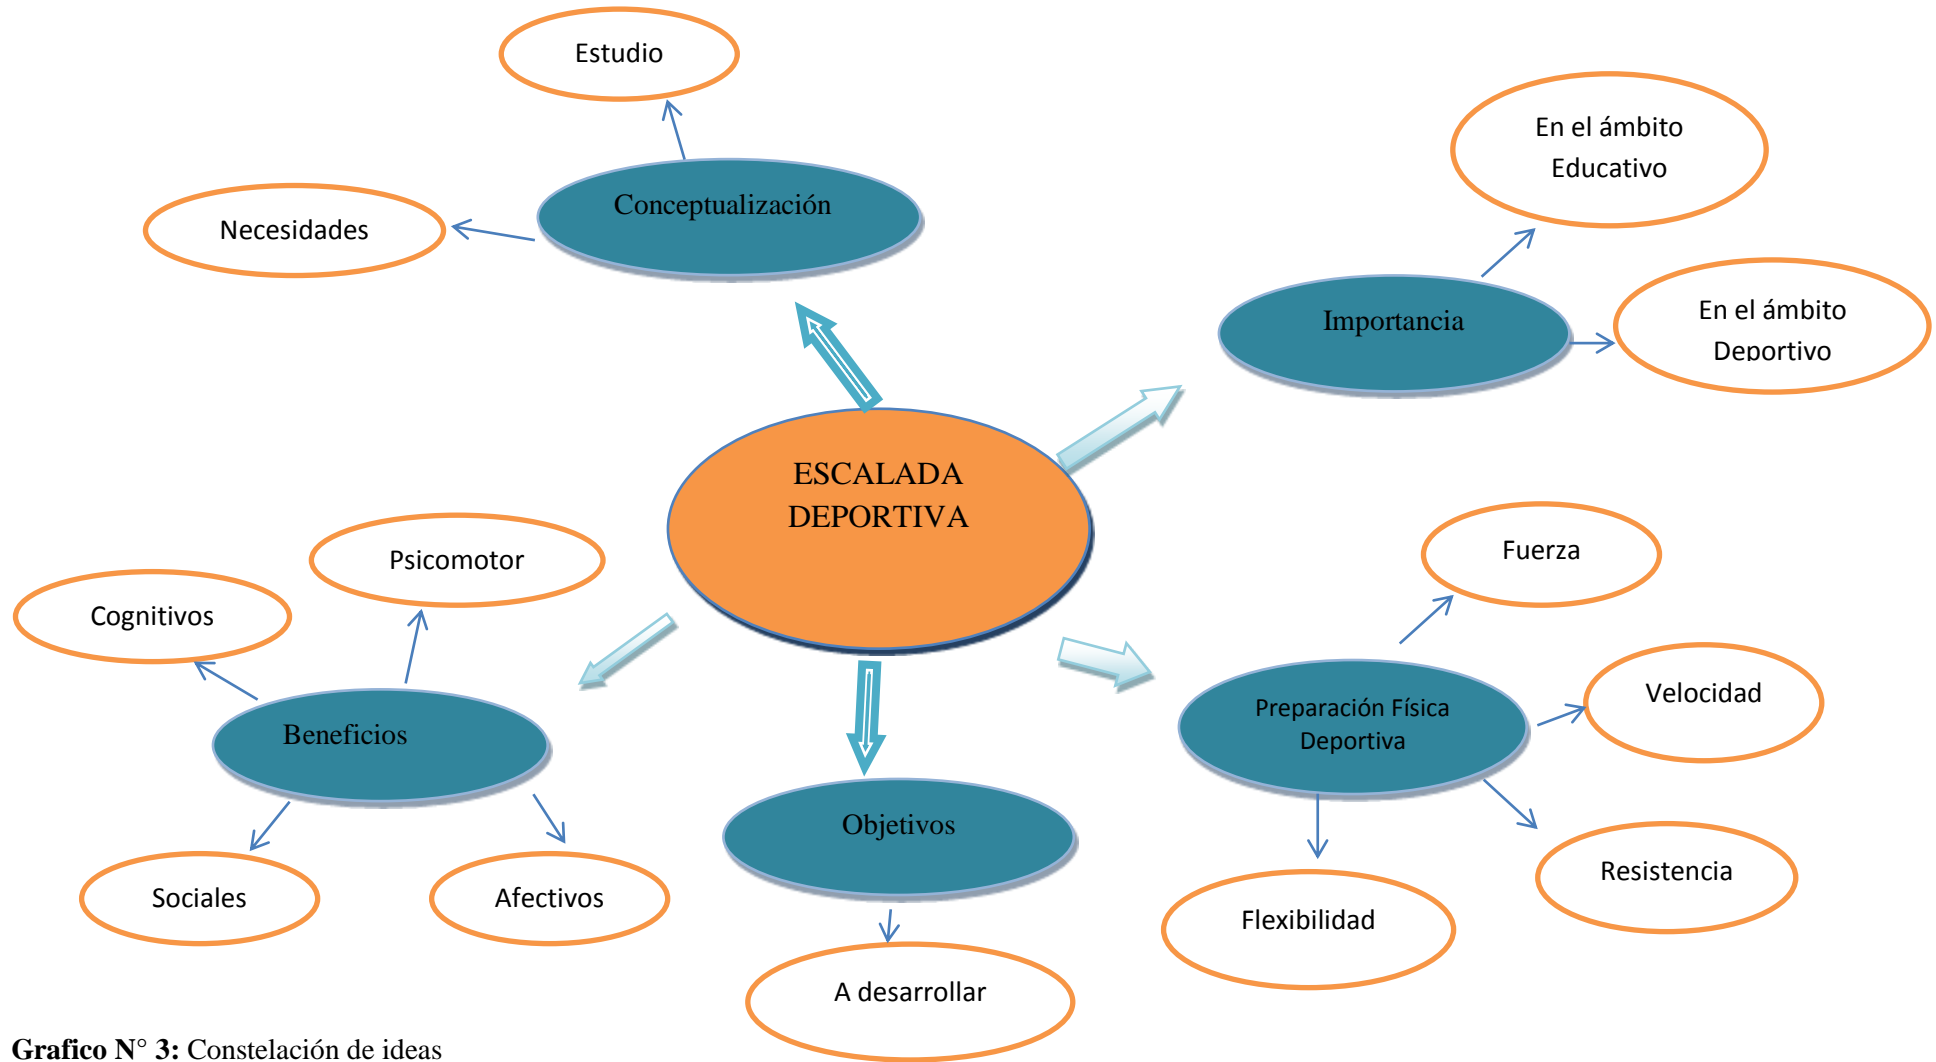 Estudio
Necesidades
Conceptualización
En el ámbito
Educativo
Importancia
En el ámbito
Deportivo
ESCALADA
DEPORTIVA
Psicomotor
Cognitivos
Beneficios
Sociales
Afectivos
Objetivos
A desarrollar
Fuerza
Velocidad
Preparación Física
Deportiva
Resistencia
Flexibilidad
Grafico N° 3: Constelación de ideas